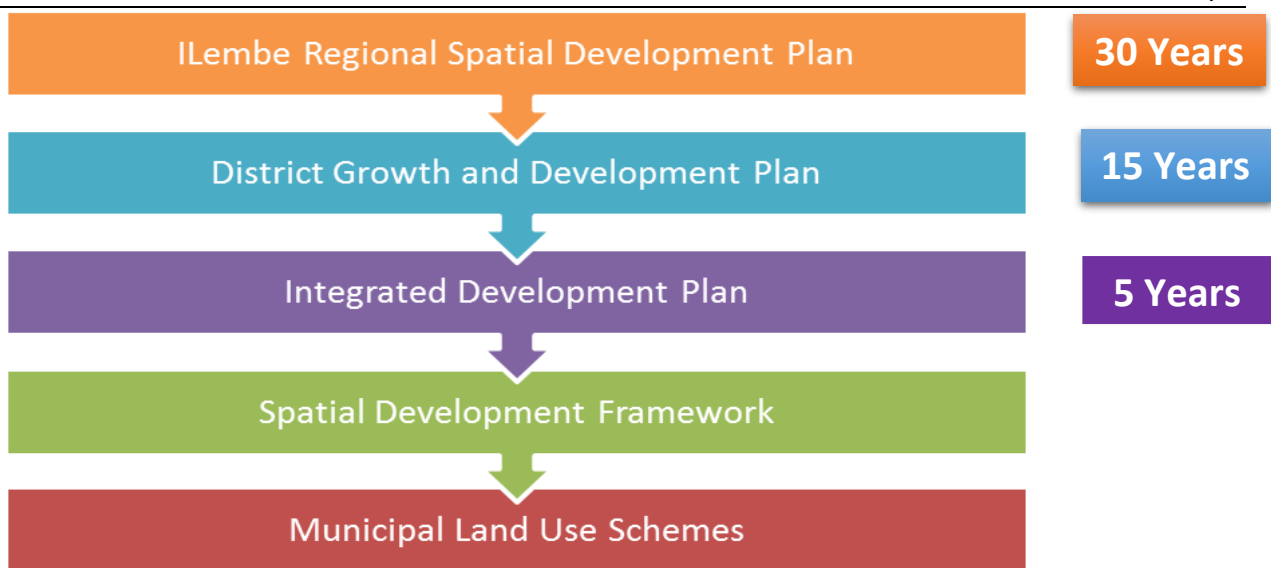 ILembe Regional Spatial Development Plan
30 Years
District Growth and Development Plan
15 Years
Integrated Development Plan
5 Years
Spatial Development Framework
Municipal Land Use Schemes